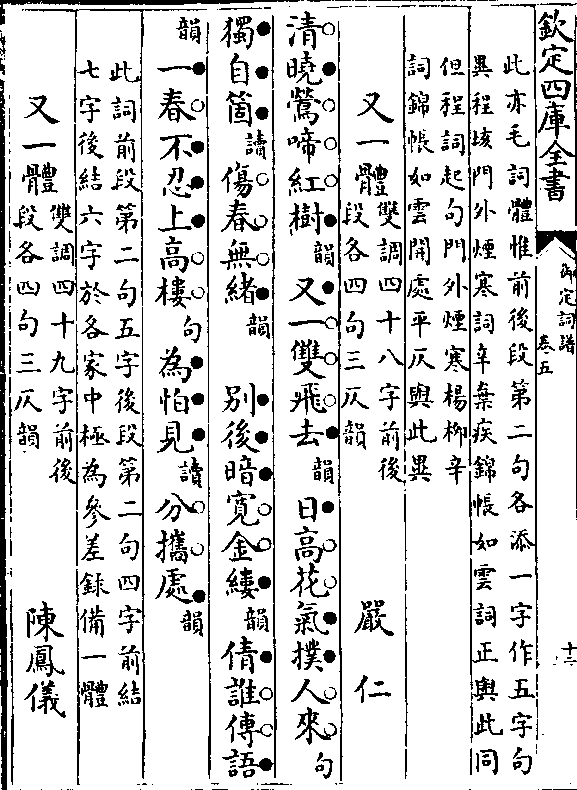 欽定四庫全書
御定詞譜
卷五
十三
此亦毛詞體惟前後段第二句各添一字作五字句
異程垓門外煙寒詞辛棄疾錦帳如雲詞正與此同
但程詞起句門外煙寒楊柳辛
詞錦帳如雲開處平仄與此異
又一體 雙調四十八字前後
段各四句三仄韻 嚴仁
清曉鶯啼紅樹韻又一雙飛去韻日高花氣撲人來句
獨自箇讀傷春無緒韻 別後暗寛金縷韻倩誰傳語
韻一春不忍上高樓句為怕見讀分攜處韻
此詞前段第二句五字後段第二句四字前結
七字後結六字於各家中極為參差録備一體
又一體 雙調四十九字前後
段各四句三仄韻 陳鳳儀